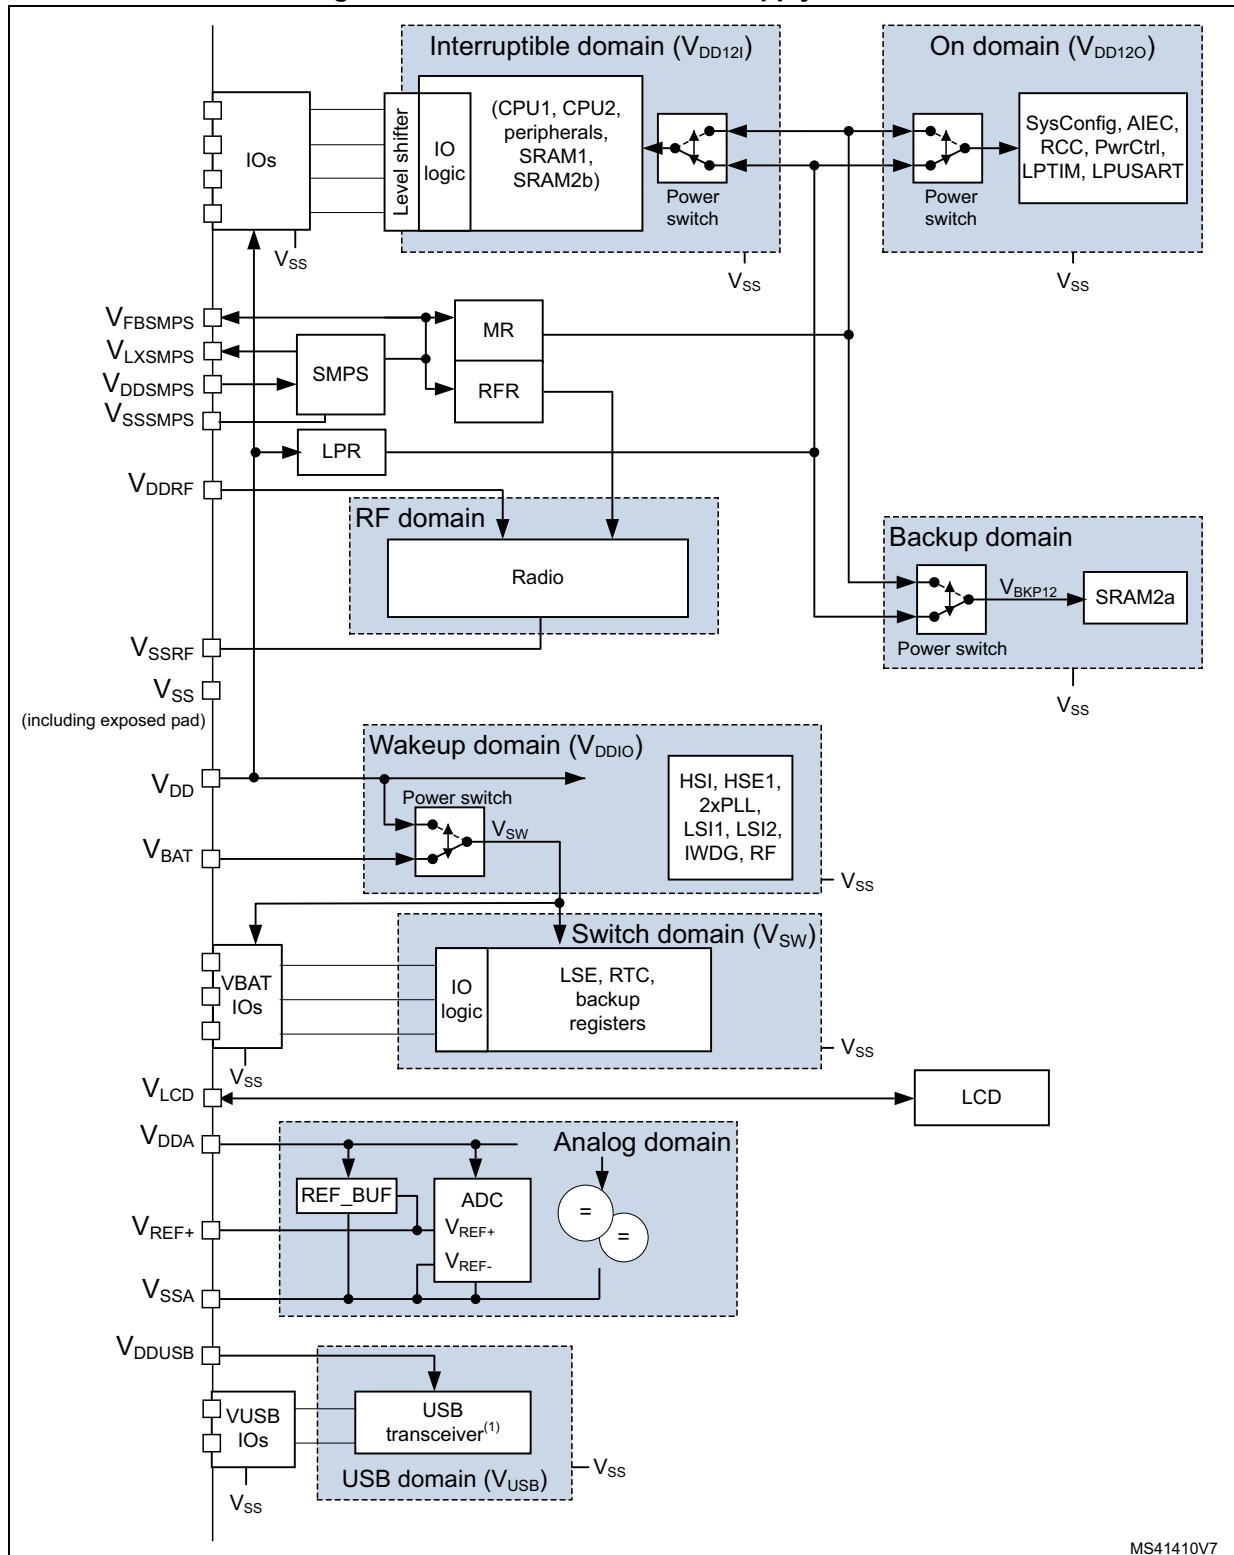 Interruptible domain (VDD12I)
On domain (VDD12O)
IOs
Level shifter
IO
logic
(CPU1, CPU2,
peripherals,
SRAM1,
SRAM2b)
Power
switch
Power
switch
SysConfig, AIEC,
RCC, PwrCtrl,
LPTIM, LPUSART
VSS
VSS
VSS
VFBSMPS
VLXSMPS
VDDSMPS
VSSSMPS
SMPS
MR
RFR
LPR
VDDRF
RF domain
Radio
VSSRF
Backup domain
VBKP12
SRAM2a
Power switch
VSS
VSS
(including exposed pad)
Wakeup domain (VDDIO)
VDD
Power switch
VSW
VBAT
HSI, HSE1,
2xPLL,
LSI1, LSI2,
IWDG, RF
VSS
Switch domain (VSW)
VBAT
IOs
IO
logic
LSE, RTC,
backup
registers
VSS
VSS
VLCD
LCD
VDDA
Analog domain
REF_BUF
ADC
VREF+
VREF-
=
=
VREF+
VSSA
VDDUSB
VUSB
IOs
USB
transceiver(1)
USB domain (VUSB)
VSS
VSS
MS41410V7